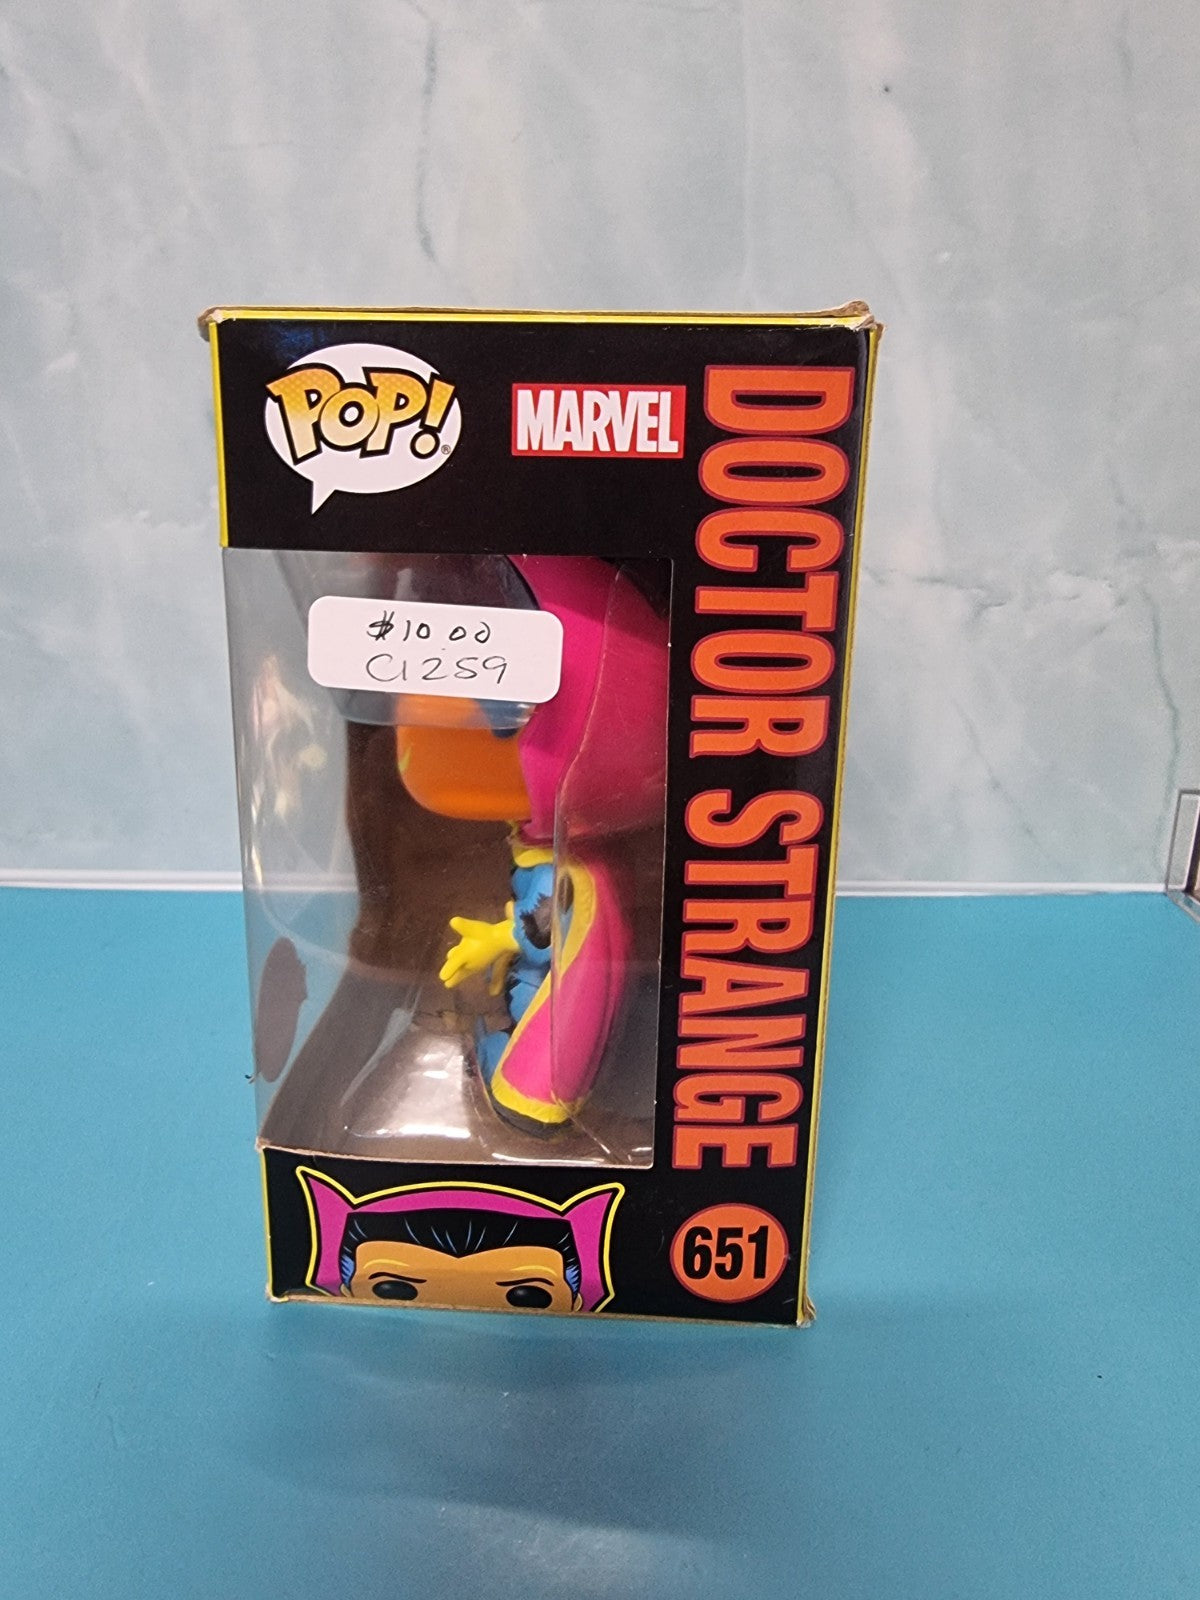 POP!®
MARVEL
DOCTOR STRANGE
$10.00
C1259
651